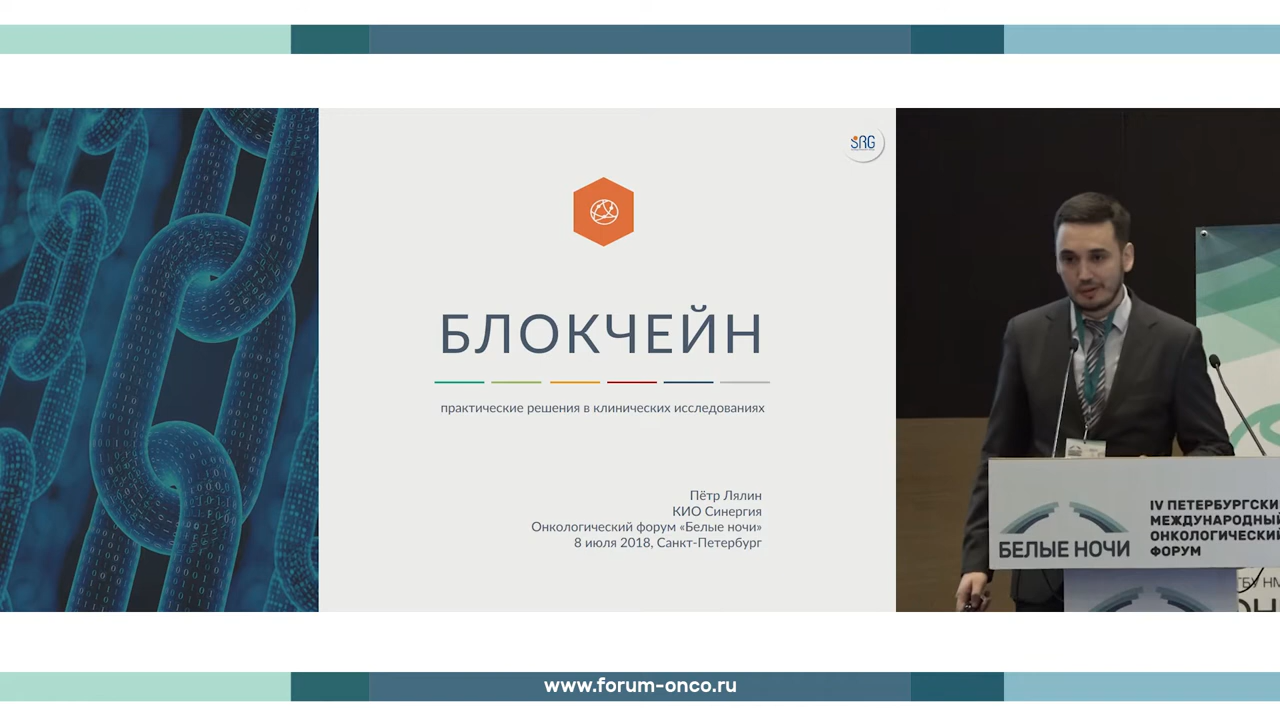 SRG
БЛОКЧЕЙН
практические решения в клинических исследованиях
Пётр Лялин
КИО Синергия
Онкологический форум «Белые ночи»
8 июля 2018, Санкт-Петербург
БЕЛЫЕ НОЧИ
IV ПЕТЕРБУРГСКИ
МЕЖДУНАРОДНЫ
ОНКОЛОГИЧЕСКИЙ
ФОРУМ
www.forum-onco.ru